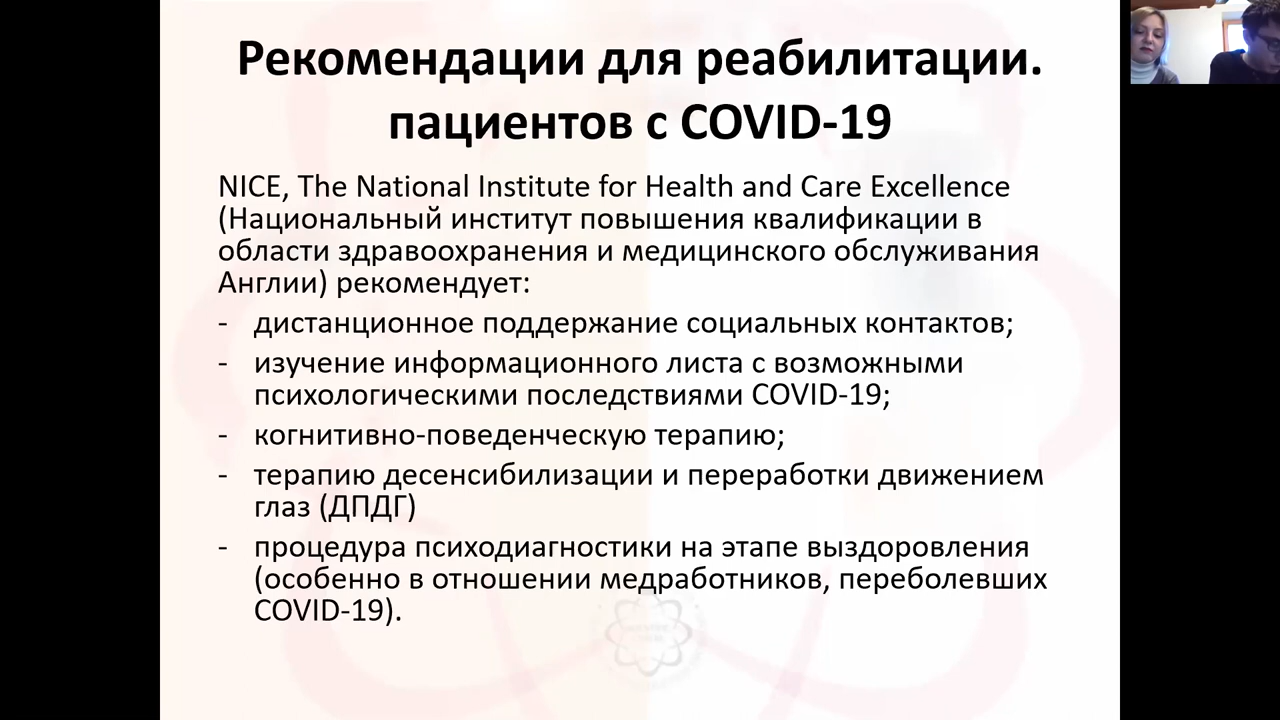 Рекомендации для реабилитации.
пациентов с COVID-19
NICE, The National Institute for Health and Care Excellence
(Национальный институт повышения квалификации в
области здравоохранения и медицинского обслуживания
Англии) рекомендует:
- дистанционное поддержание социальных контактов;
- изучение информационного листа с возможными
психологическими последствиями COVID-19;
- когнитивно-поведенческую терапию;
- терапию десенсибилизации и переработки движением
глаз (ДПДГ)
- процедура психодиагностики на этапе выздоровления
(особенно в отношении медработников, переболевших
COVID-19).